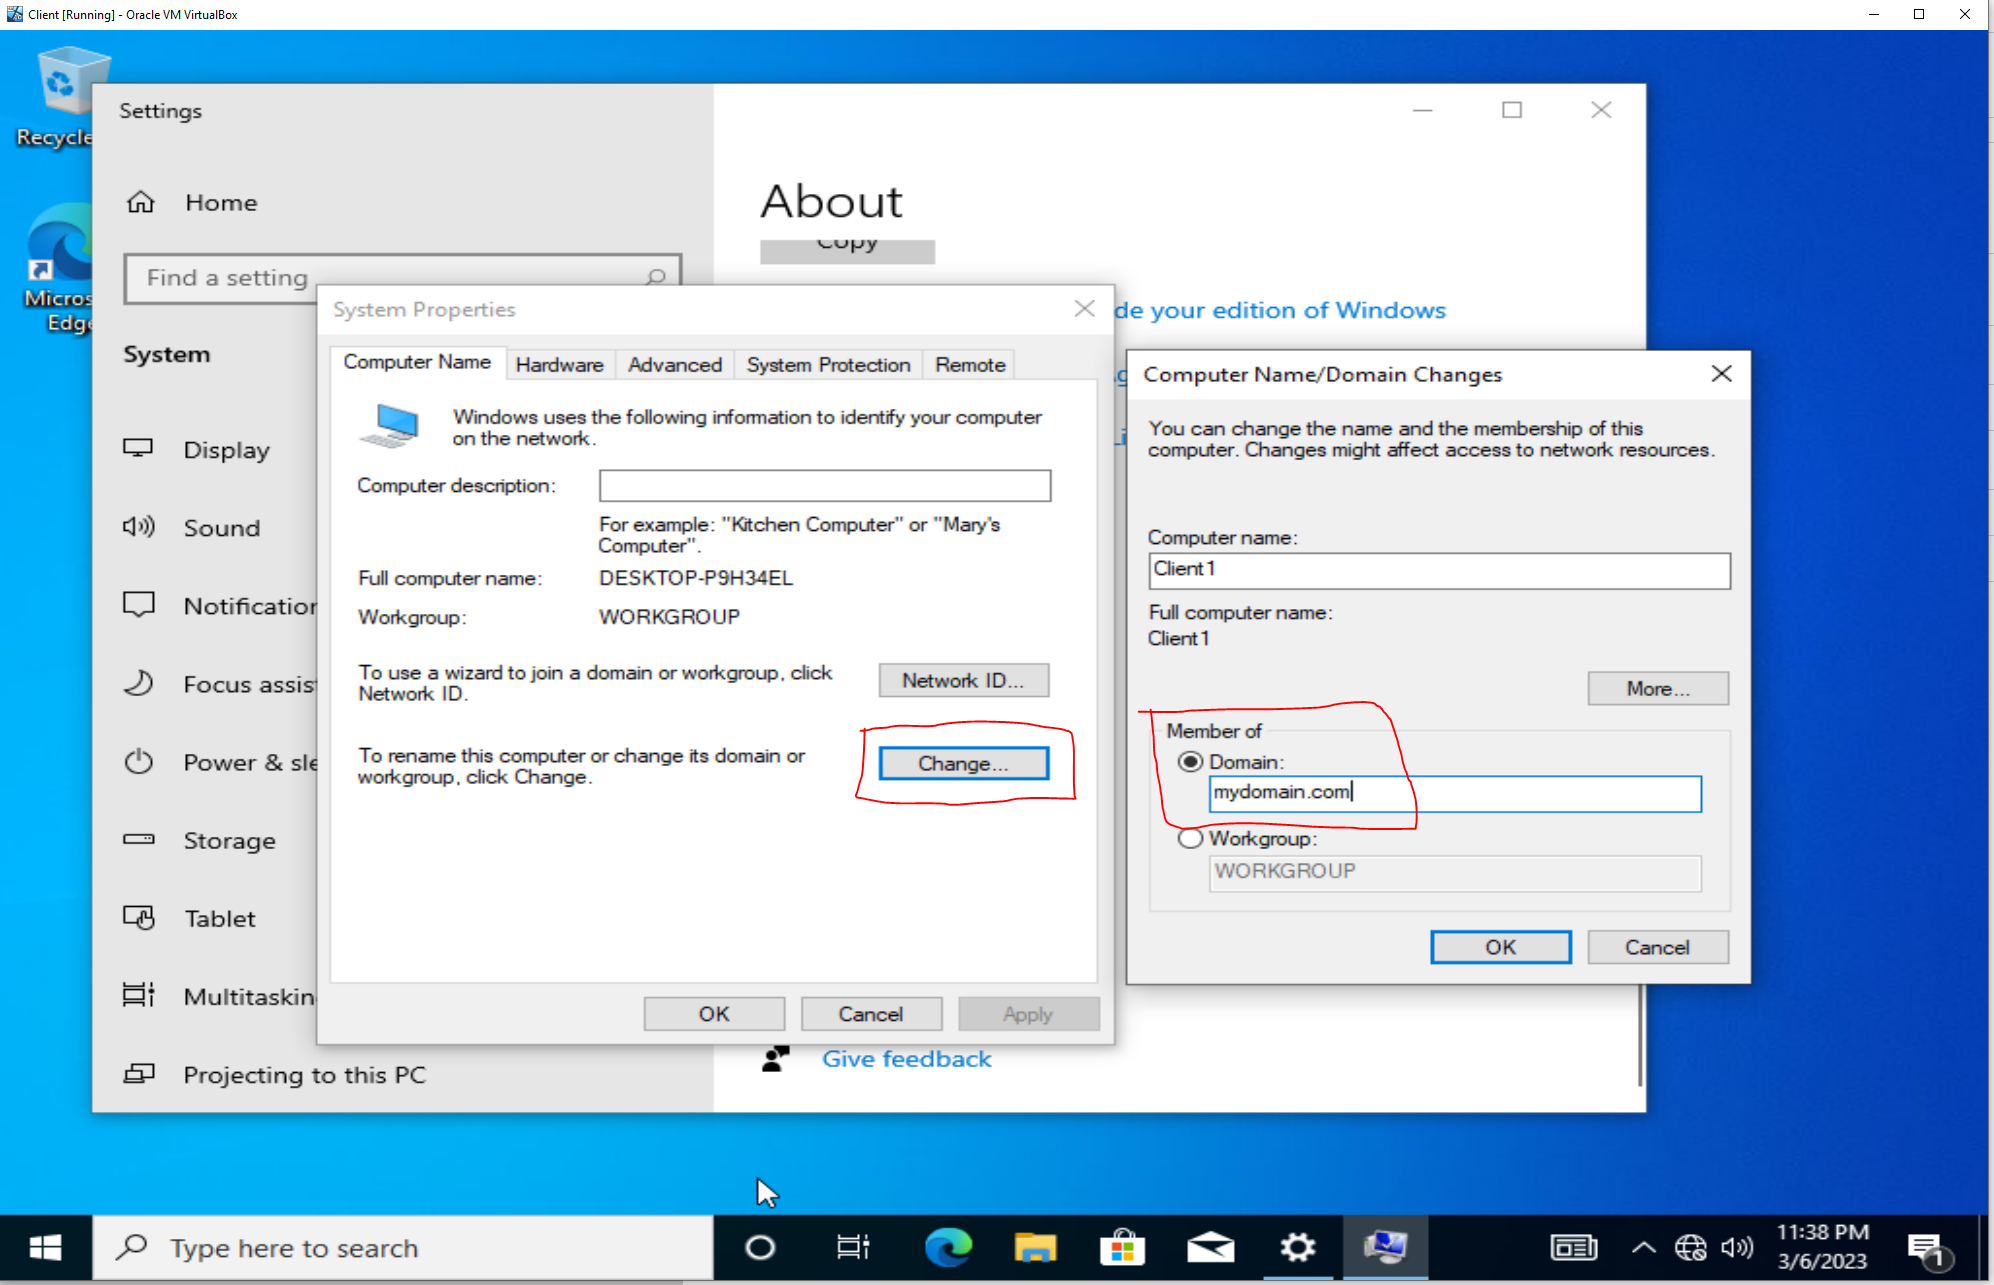 Client [Running] - Oracle VM VirtualBox
Recycle
Micros
Edge
Settings
Home
Find a setting
System
Display
Sound
Notification
Focus assis
Power & sle
Storage
Tablet
Multitaskin
Projecting to this PC
About
Copy
de your edition of Windows
Give feedback
System Properties
Computer Name
Hardware
Advanced
System Protection
Remote
Windows uses the following information to identify your computer
on the network.
Computer description:
For example: "Kitchen Computer" or "Mary's
Computer".
Full computer name: DESKTOP-P9H34EL
Workgroup: WORKGROUP
To use a wizard to join a domain or workgroup, click
Network ID.
Network ID...
To rename this computer or change its domain or
workgroup, click Change.
Change...
OK
Cancel
Apply
Computer Name/Domain Changes
You can change the name and the membership of this
computer. Changes might affect access to network resources.
Computer name:
Client1
Full computer name:
Client1
More...
Member of
Domain:
mydomain.com
Workgroup:
WORKGROUP
OK
Cancel
Type here to search
11:38 PM
3/6/2023
1